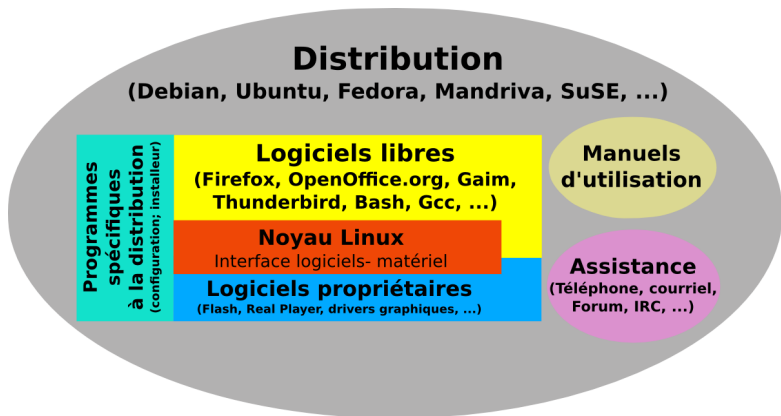 Distribution
(Debian, Ubuntu, Fedora, Mandriva, SuSE, ...)
Programmes
spécifiques
à la distribution
(configuration; installeur)
Logiciels libres
(Firefox, OpenOffice.org, Gaim,
Thunderbird, Bash, Gcc, ...)
Noyau Linux
Interface logiciels- matériel
Logiciels propriétaires
(Flash, Real Player, drivers graphiques, ...)
Manuels
d'utilisation
Assistance
(Téléphone, courriel,
Forum, IRC, ...)